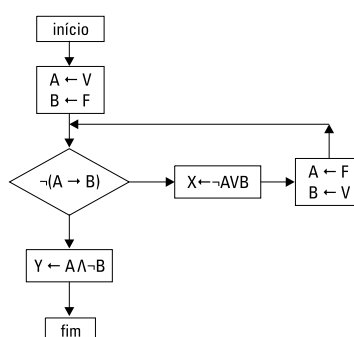 início
A ← V
B ← F
¬(A → B)
X←¬AVB
A ← F
B ← V
Y ← AΛ¬B
fim